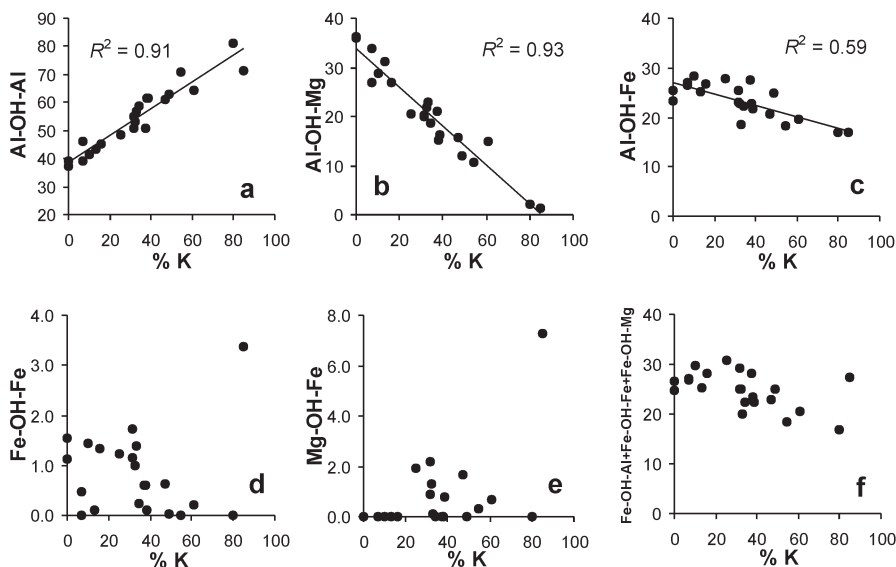 90
80
70
60
50
40
30
20
0 20 40 60 80 100
Al-OH-Al
R² = 0.91
a
% K
40
30
20
10
0
0 20 40 60 80 100
Al-OH-Mg
R² = 0.93
b
% K
40
30
20
10
0
0 20 40 60 80 100
Al-OH-Fe
R² = 0.59
c
% K
4.0
3.0
2.0
1.0
0.0
0 20 40 60 80 100
Fe-OH-Fe
d
% K
8.0
6.0
4.0
2.0
0.0
0 20 40 60 80 100
Mg-OH-Fe
e
% K
40
30
20
10
0
0 20 40 60 80 100
Fe-OH-Al+Fe-OH-Fe+Fe-OH-Mg
f
% K